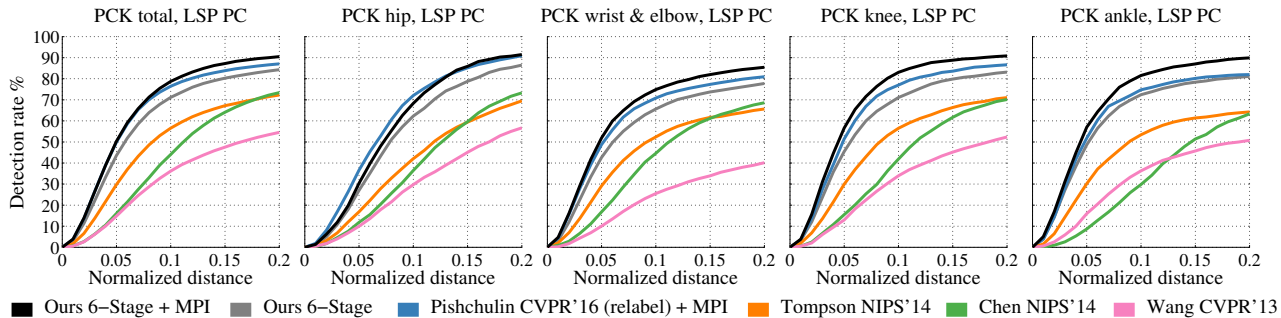 PCK total, LSP PC PCK hip, LSP PC PCK wrist & elbow, LSP PC PCK knee, LSP PC PCK ankle, LSP PC
Detection rate %
100
90
80
70
60
50
40
30
20
10
0
0 0.05 0.1 0.15 0.2 0 0.05 0.1 0.15 0.2 0 0.05 0.1 0.15 0.2 0 0.05 0.1 0.15 0.2 0 0.05 0.1 0.15 0.2
Normalized distance Normalized distance Normalized distance Normalized distance Normalized distance
Ours 6−Stage + MPI Ours 6−Stage Pishchulin CVPR'16 (relabel) + MPI Tompson NIPS'14 Chen NIPS'14 Wang CVPR'13